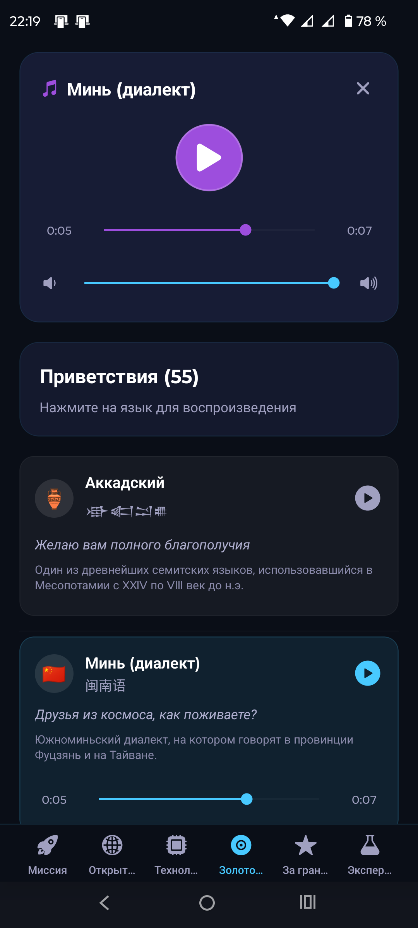 22:19
78 %
Минь (диалект)
0:05
0:07
Приветствия (55)
Нажмите на язык для воспроизведения
Аккадский
Желаю вам полного благополучия
Один из древнейших семитских языков, использовавшийся в
Месопотамии с XXIV по VIII век до н.э.
Минь (диалект)
闽南语
Друзья из космоса, как поживаете?
Южноминьский диалект, на котором говорят в провинции
Фуцзянь и на Тайване.
0:05
0:07
Миссия
Открыт...
Технол...
Золото...
За гран...
Экспер...